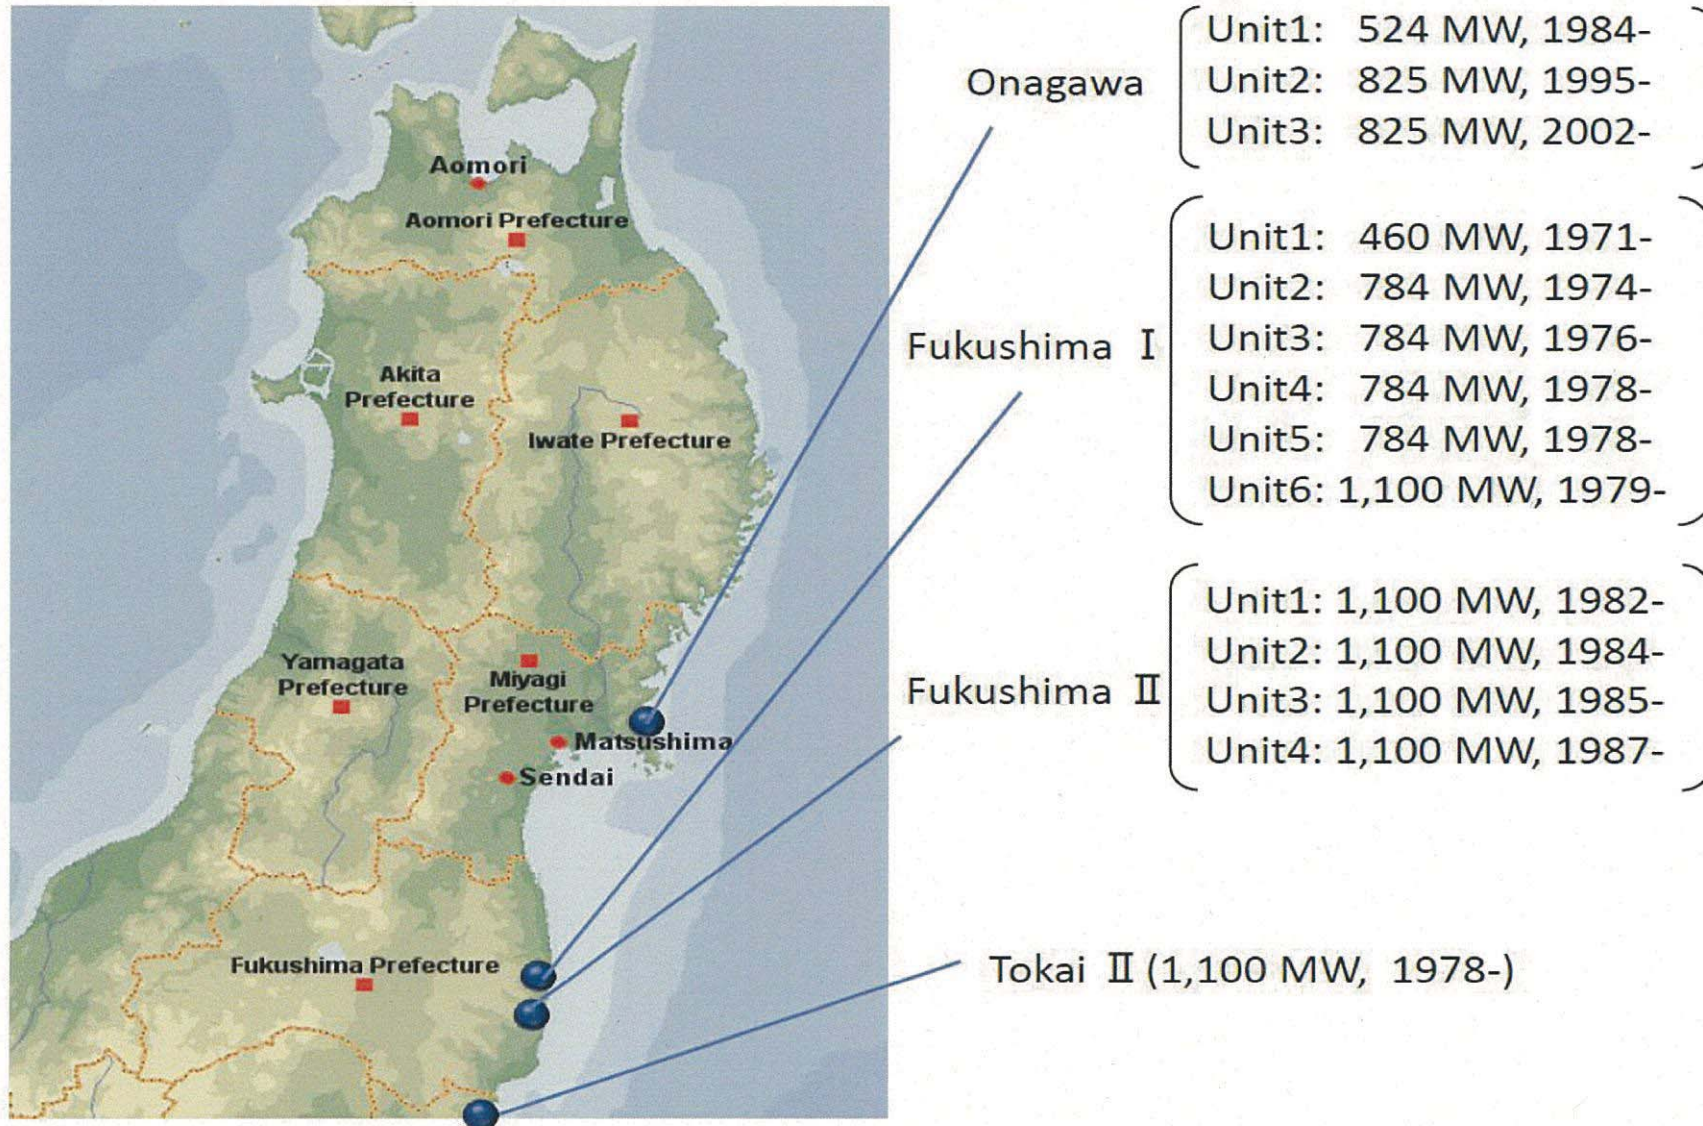 Aomori
Aomori Prefecture
Akita
Prefecture
Iwate Prefecture
Yamagata
Prefecture
Miyagi
Prefecture
Matsushima
Sendai
Fukushima Prefecture
Onagawa
Unit1: 524 MW, 1984-
Unit2: 825 MW, 1995-
Unit3: 825 MW, 2002-
Fukushima Ⅰ
Unit1: 460 MW, 1971-
Unit2: 784 MW, 1974-
Unit3: 784 MW, 1976-
Unit4: 784 MW, 1978-
Unit5: 784 MW, 1978-
Unit6: 1,100 MW, 1979-
Fukushima Ⅱ
Unit1: 1,100 MW, 1982-
Unit2: 1,100 MW, 1984-
Unit3: 1,100 MW, 1985-
Unit4: 1,100 MW, 1987-
Tokai Ⅱ (1,100 MW, 1978-)